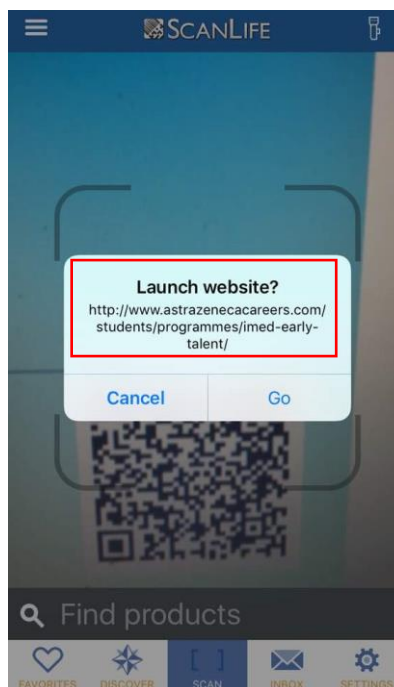 SCANLIFE
Launch website?
http://www.astrazenecacareers.com/
students/programmes/imed-early-
talent/
Cancel Go
Find products
FAVORITES DISCOVER SCAN INBOX SETTINGS